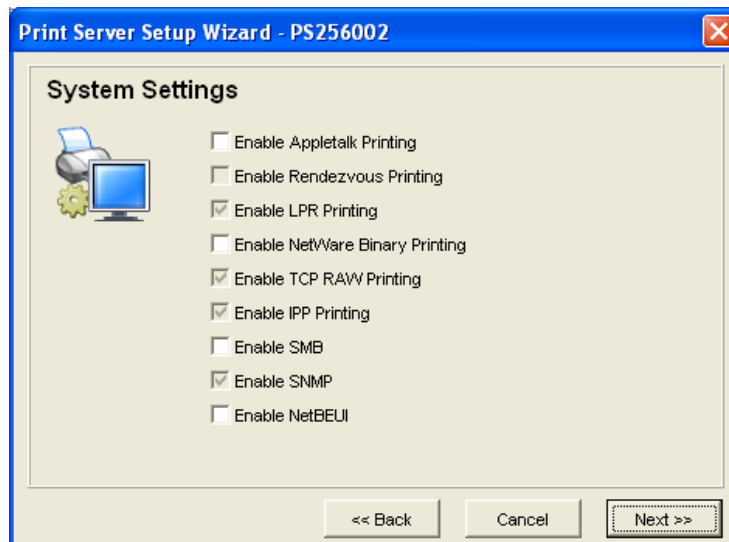 Print Server Setup Wizard - PS256002
System Settings
Enable Appletalk Printing
Enable Rendezvous Printing
Enable LPR Printing
Enable NetWare Binary Printing
Enable TCP RAW Printing
Enable IPP Printing
Enable SMB
Enable SNMP
Enable NetBEUI
<< Back Cancel Next >>